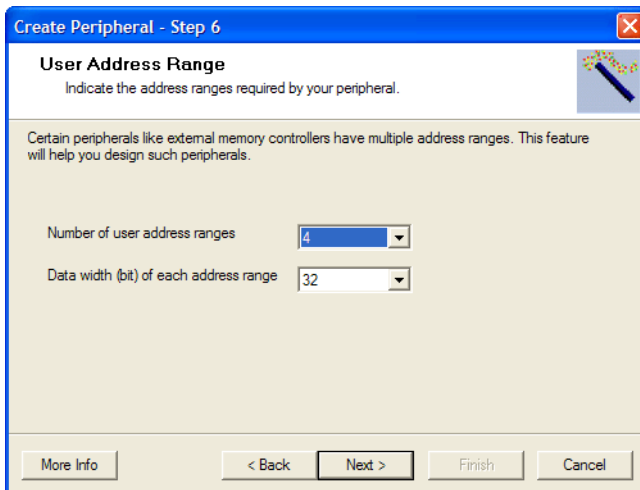 Create Peripheral - Step 6
User Address Range
Indicate the address ranges required by your peripheral.
Certain peripherals like external memory controllers have multiple address ranges. This feature
will help you design such peripherals.
Number of user address ranges
4
Data width (bit) of each address range
32
More Info
< Back
Next >
Finish
Cancel